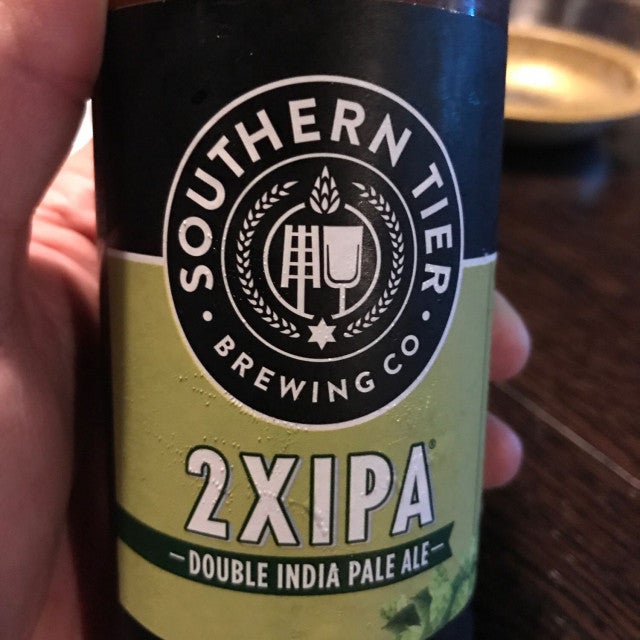 SOUTHERN TIER
• BREWING CO •
2XIPA®
– DOUBLE INDIA PALE ALE –